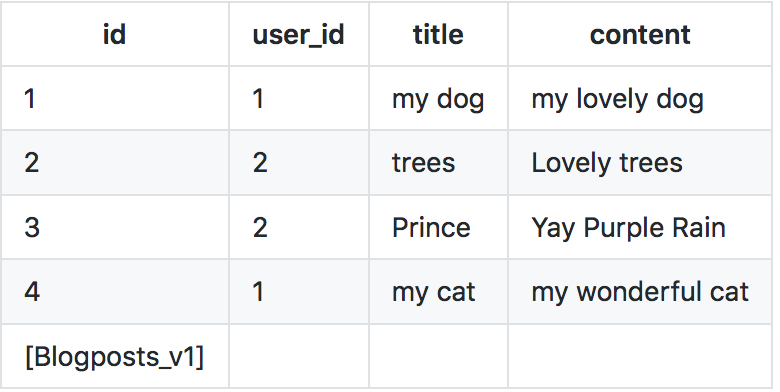 id user_id title content
1 1 my dog my lovely dog
2 2 trees Lovely trees
3 2 Prince Yay Purple Rain
4 1 my cat my wonderful cat
[Blogposts_v1]